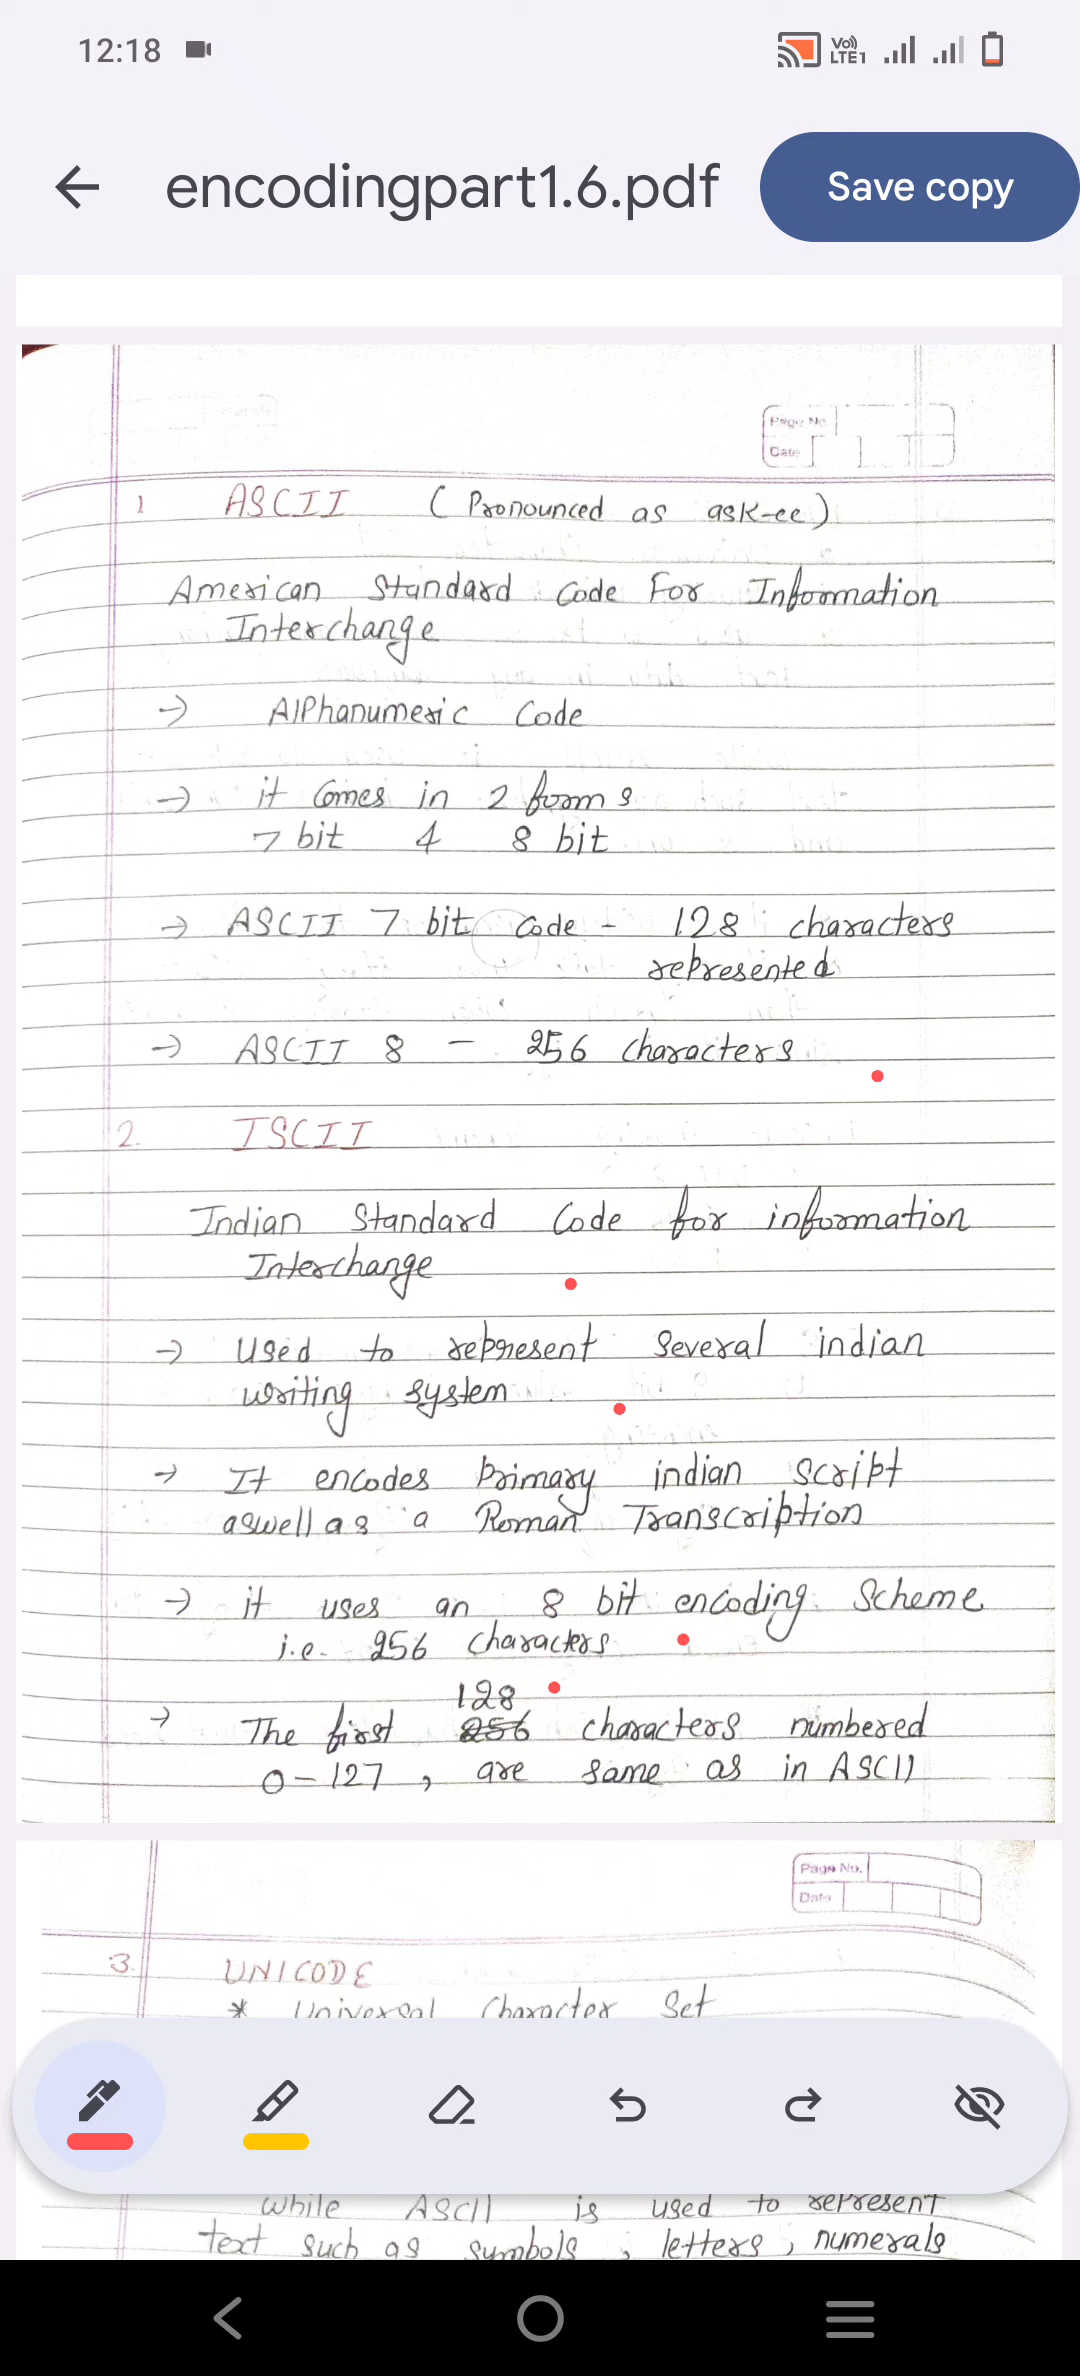 12:18
Vo)) LTE1
encodingpart1.6.pdf
Save copy
Page No
Date
1 ASCII ( Pronounced as ask-ee)
American Standard Code For Information
Interchange
→ AlPhanumeric Code
→ it Comes in 2 forms
7 bit & 8 bit
→ ASCII 7 bit Code - 128 characters
represented
→ ASCII 8 - 256 characters
2. ISCII
Indian Standard Code for information
Interchange
→ Used to represent Several indian
writing system
→ It encodes Primary indian script
aswell as a Roman Transcription
→ it uses an 8 bit encoding Scheme
i.e. 256 Characters
128
→ The first 256 characters numbered
0-127, are same as in ASCII
Page No.
Date
3. UNICODE
* Universal Character Set
while ASCII is used to represent
text such as symbols, letters, numerals